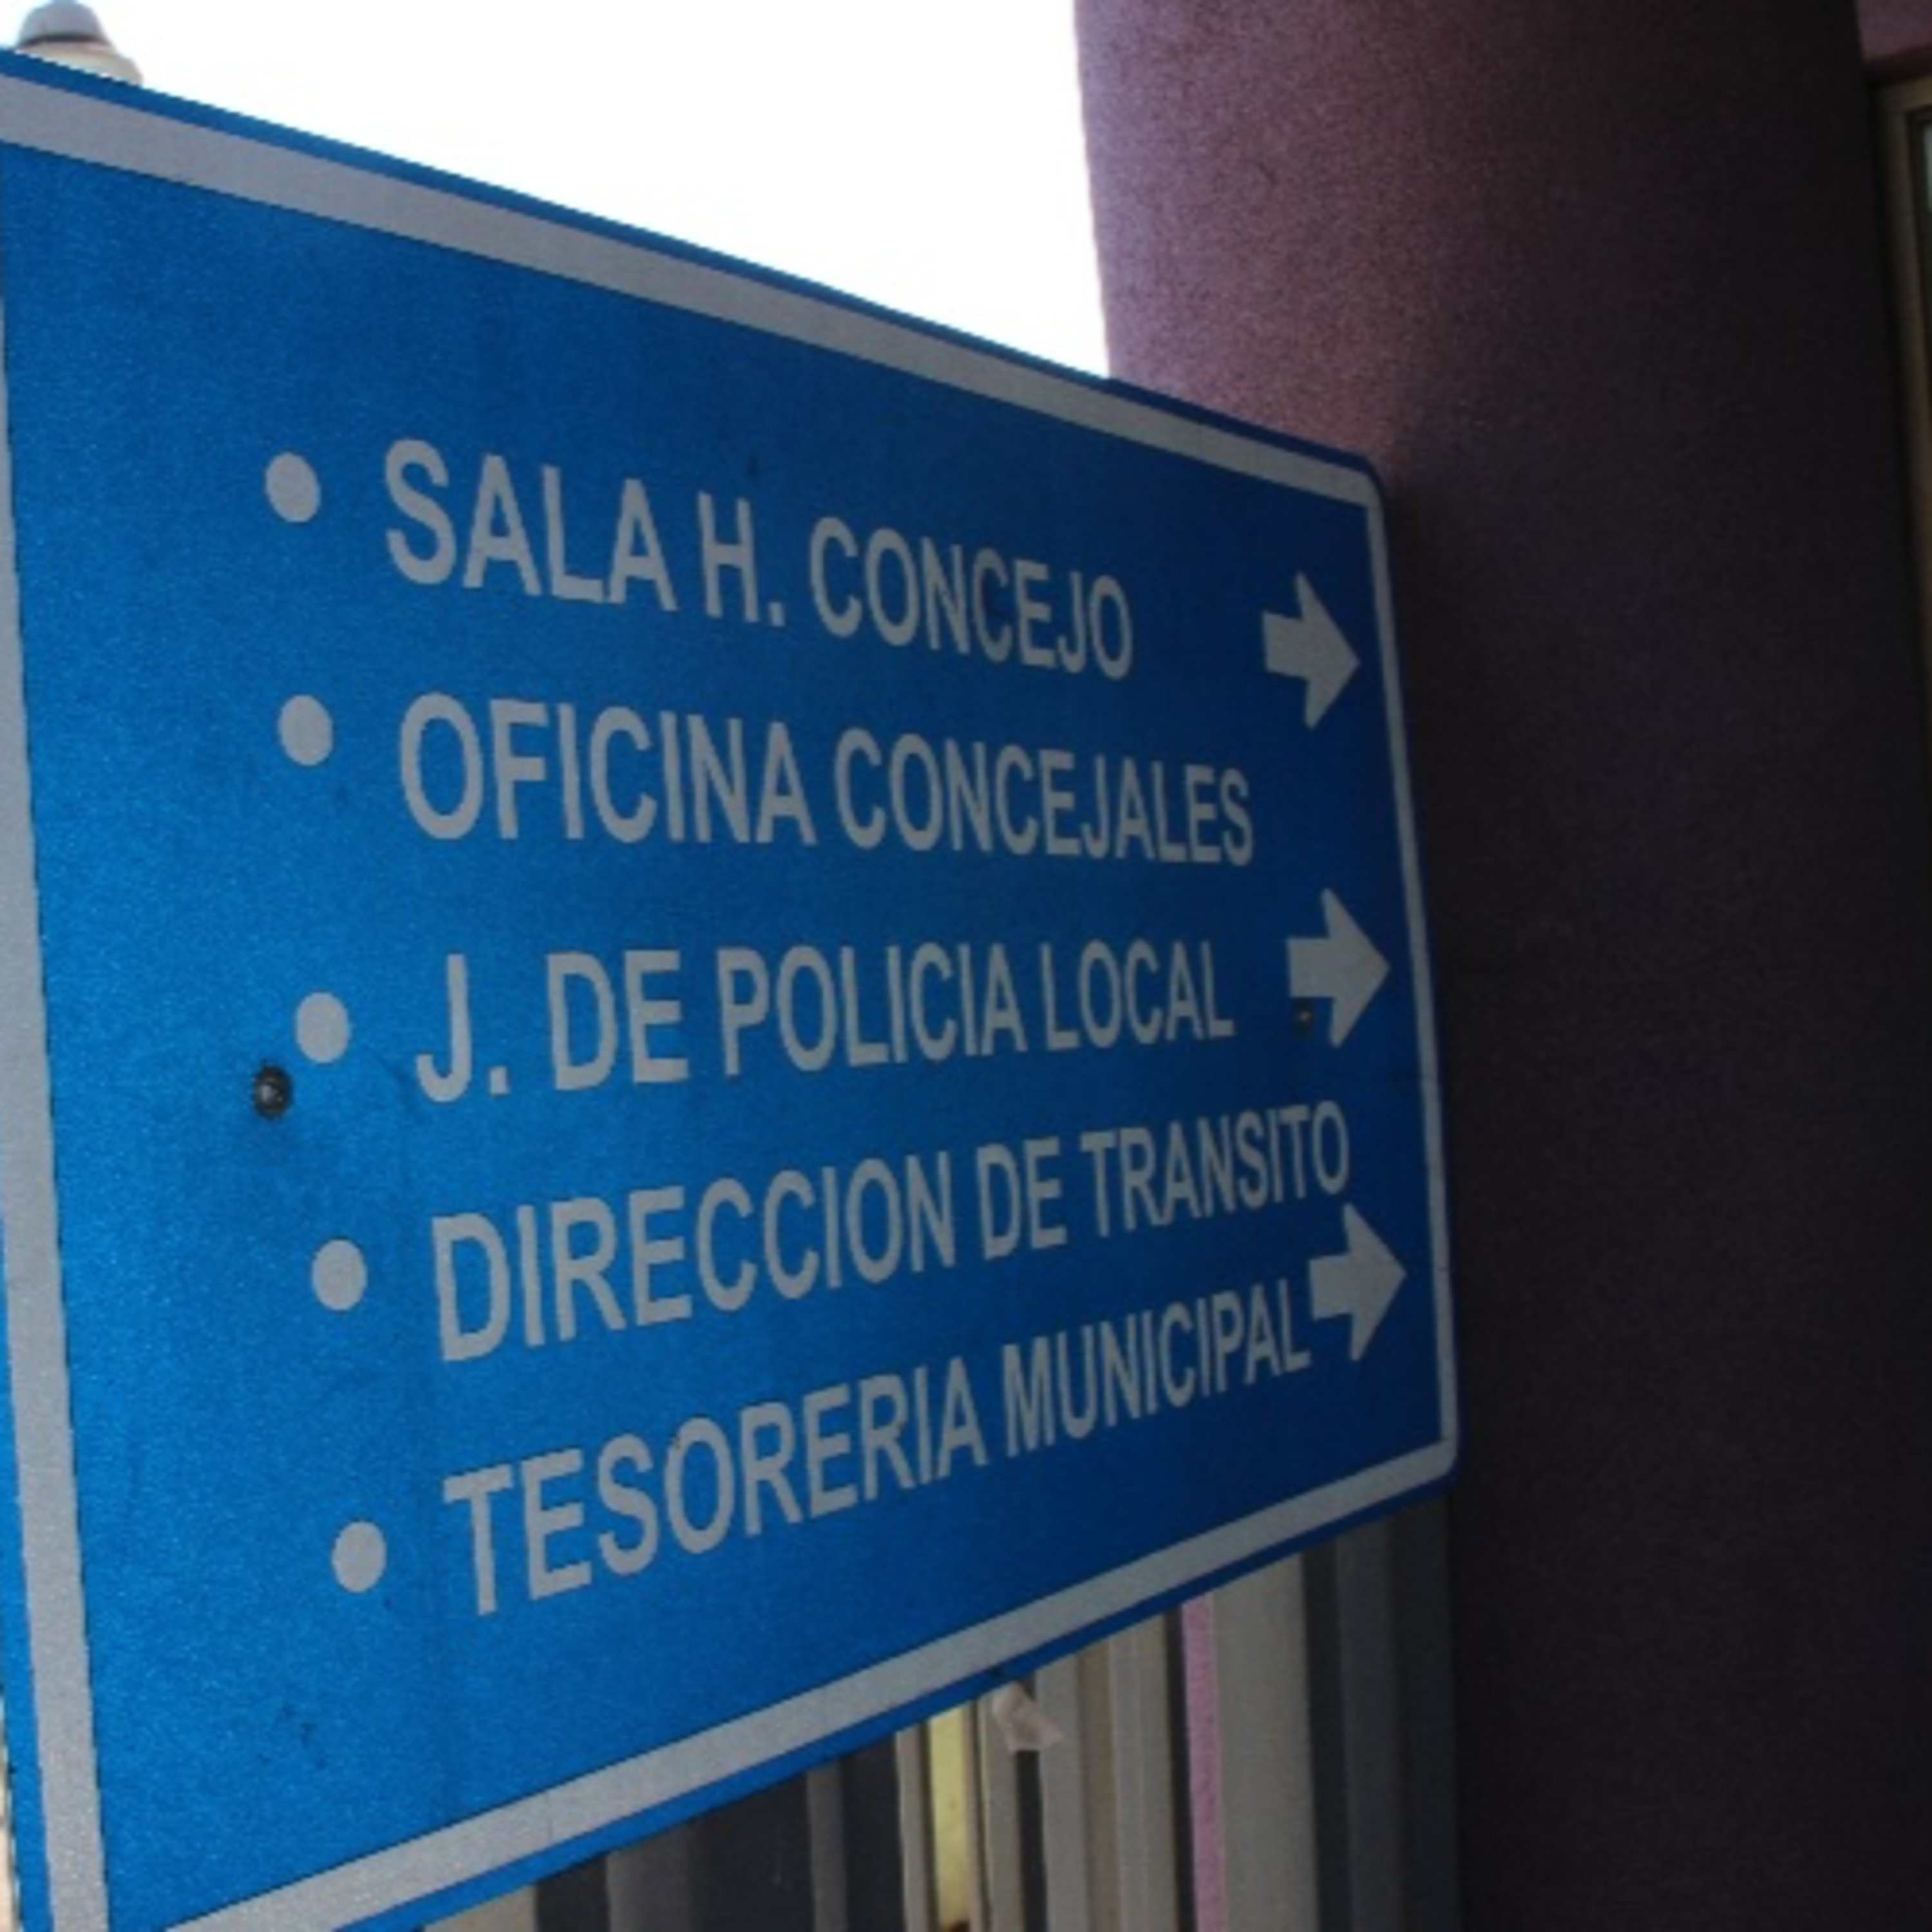 SALA H. CONCEJO
OFICINA CONCEJALES
J. DE POLICIA LOCAL
DIRECCION DE TRANSITO
TESORERIA MUNICIPAL